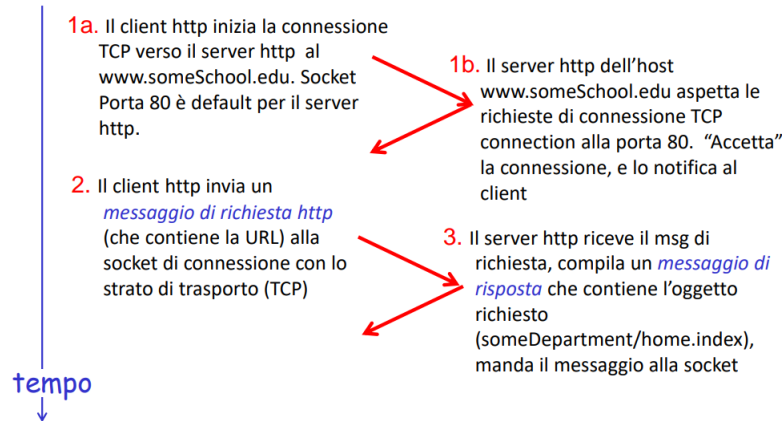 1a. Il client http inizia la connessione
TCP verso il server http al
www.someSchool.edu. Socket
Porta 80 è default per il server
http.
1b. Il server http dell’host
www.someSchool.edu aspetta le
richieste di connessione TCP
connection alla porta 80. “Accetta”
la connessione, e lo notifica al
client
2. Il client http invia un
messaggio di richiesta http
(che contiene la URL) alla
socket di connessione con lo
strato di trasporto (TCP)
3. Il server http riceve il msg di
richiesta, compila un messaggio di
risposta che contiene l’oggetto
richiesto
(someDepartment/home.index),
manda il messaggio alla socket
tempo